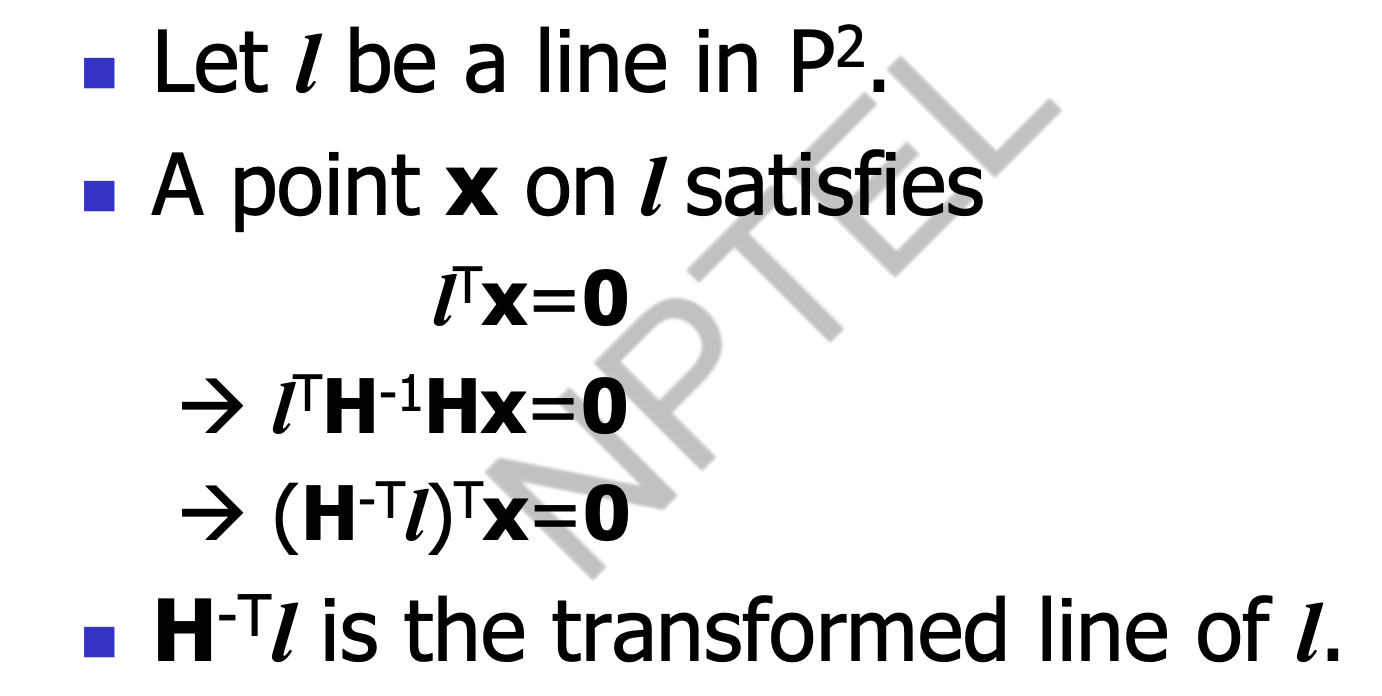 ▪ Let l be a line in P².
▪ A point x on l satisfies
lᵀx=0
→ lᵀH⁻¹Hx=0
→ (H⁻ᵀl)ᵀx=0
▪ H⁻ᵀl is the transformed line of l.
NPTEL